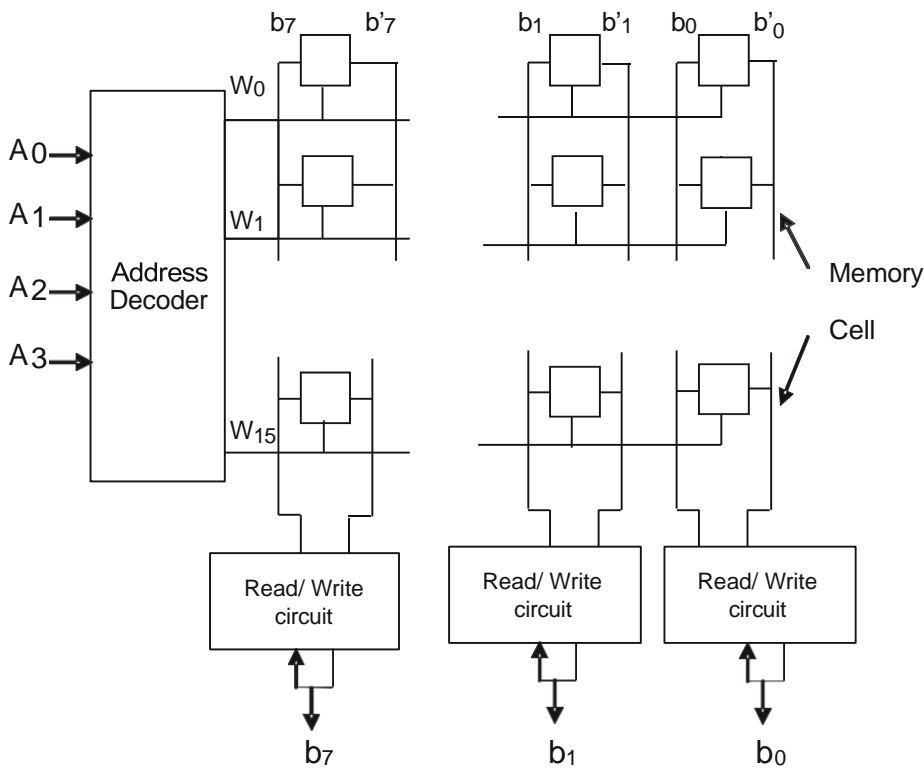 b7 b'7 b1 b'1 b0 b'0
W0
A0
A1
W1
Address
Decoder
A2
Memory
Cell
A3
W15
Read/ Write
circuit
Read/ Write
circuit
Read/ Write
circuit
b7 b1 b0